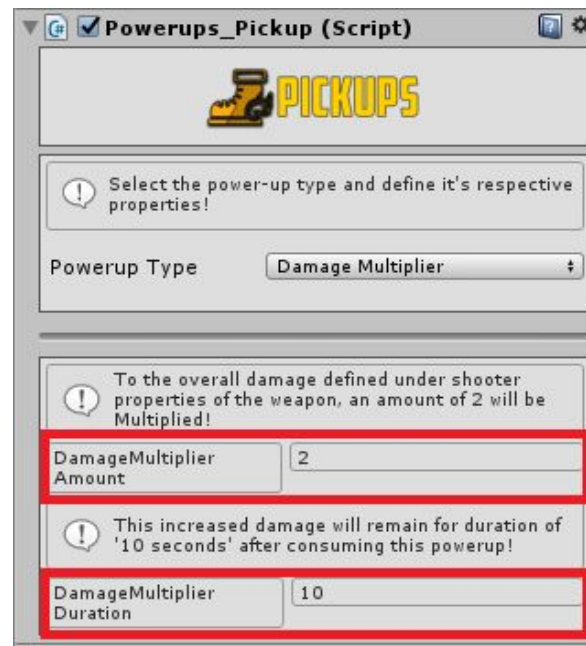 Powerups_Pickup (Script)
PICKUPS
Select the power-up type and define it's respective
properties!
Powerup Type Damage Multiplier
To the overall damage defined under shooter
properties of the weapon, an amount of 2 will be
Multiplied!
DamageMultiplier 2
Amount
This increased damage will remain for duration of
'10 seconds' after consuming this powerup!
DamageMultiplier 10
Duration